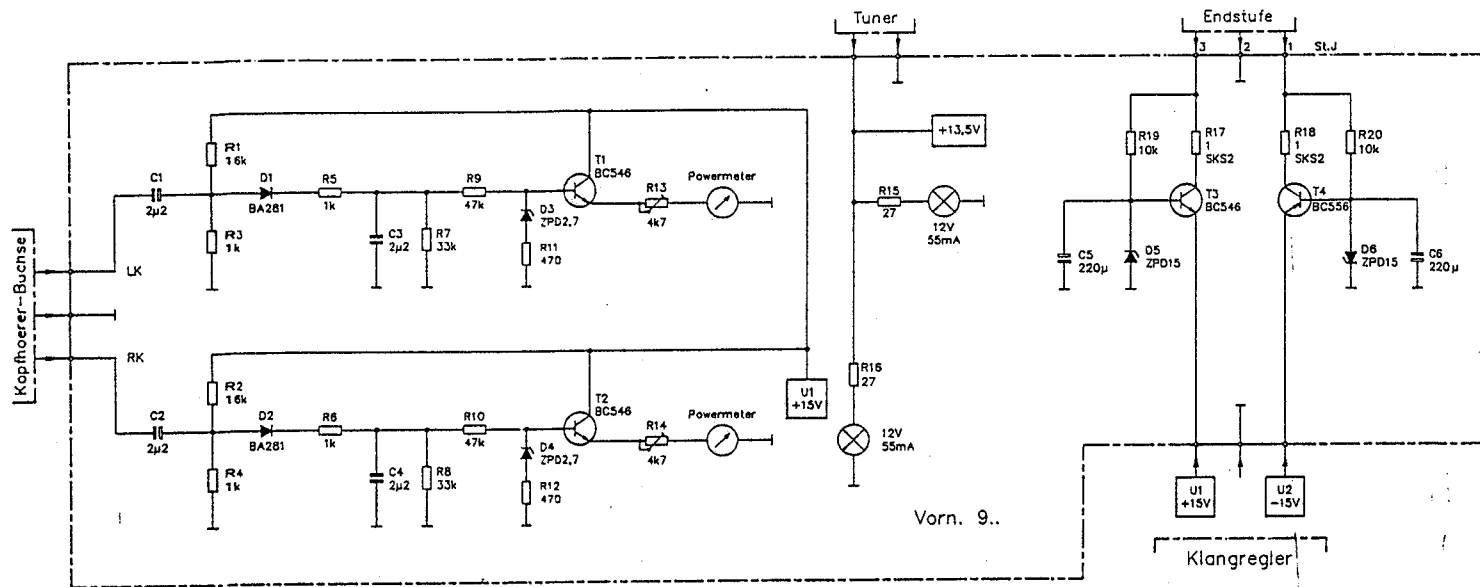 Tuner
Endstufe
3
2
1
St.J
R1
16k
C1
2µ2
D1
BA281
R5
1k
R9
47k
T1
BC546
R13
4k7
Powermeter
R3
1k
C3
2µ2
R7
33k
D3
ZPD2,7
R11
470
LK
Kopfhoerer-Buchse
RK
R2
16k
C2
2µ2
D2
BA281
R6
1k
R10
47k
T2
BC546
R14
4k7
Powermeter
R4
1k
C4
2µ2
R8
33k
D4
ZPD2,7
R12
470
U1
+15V
+13,5V
R15
27
12V
55mA
R16
27
12V
55mA
R19
10k
R17
1
SKS2
R18
1
SKS2
R20
10k
T3
BC546
T4
BC556
C5
220µ
D5
ZPD15
D6
ZPD15
C6
220µ
U1
+15V
U2
-15V
Vorn. 9..
Klangregler